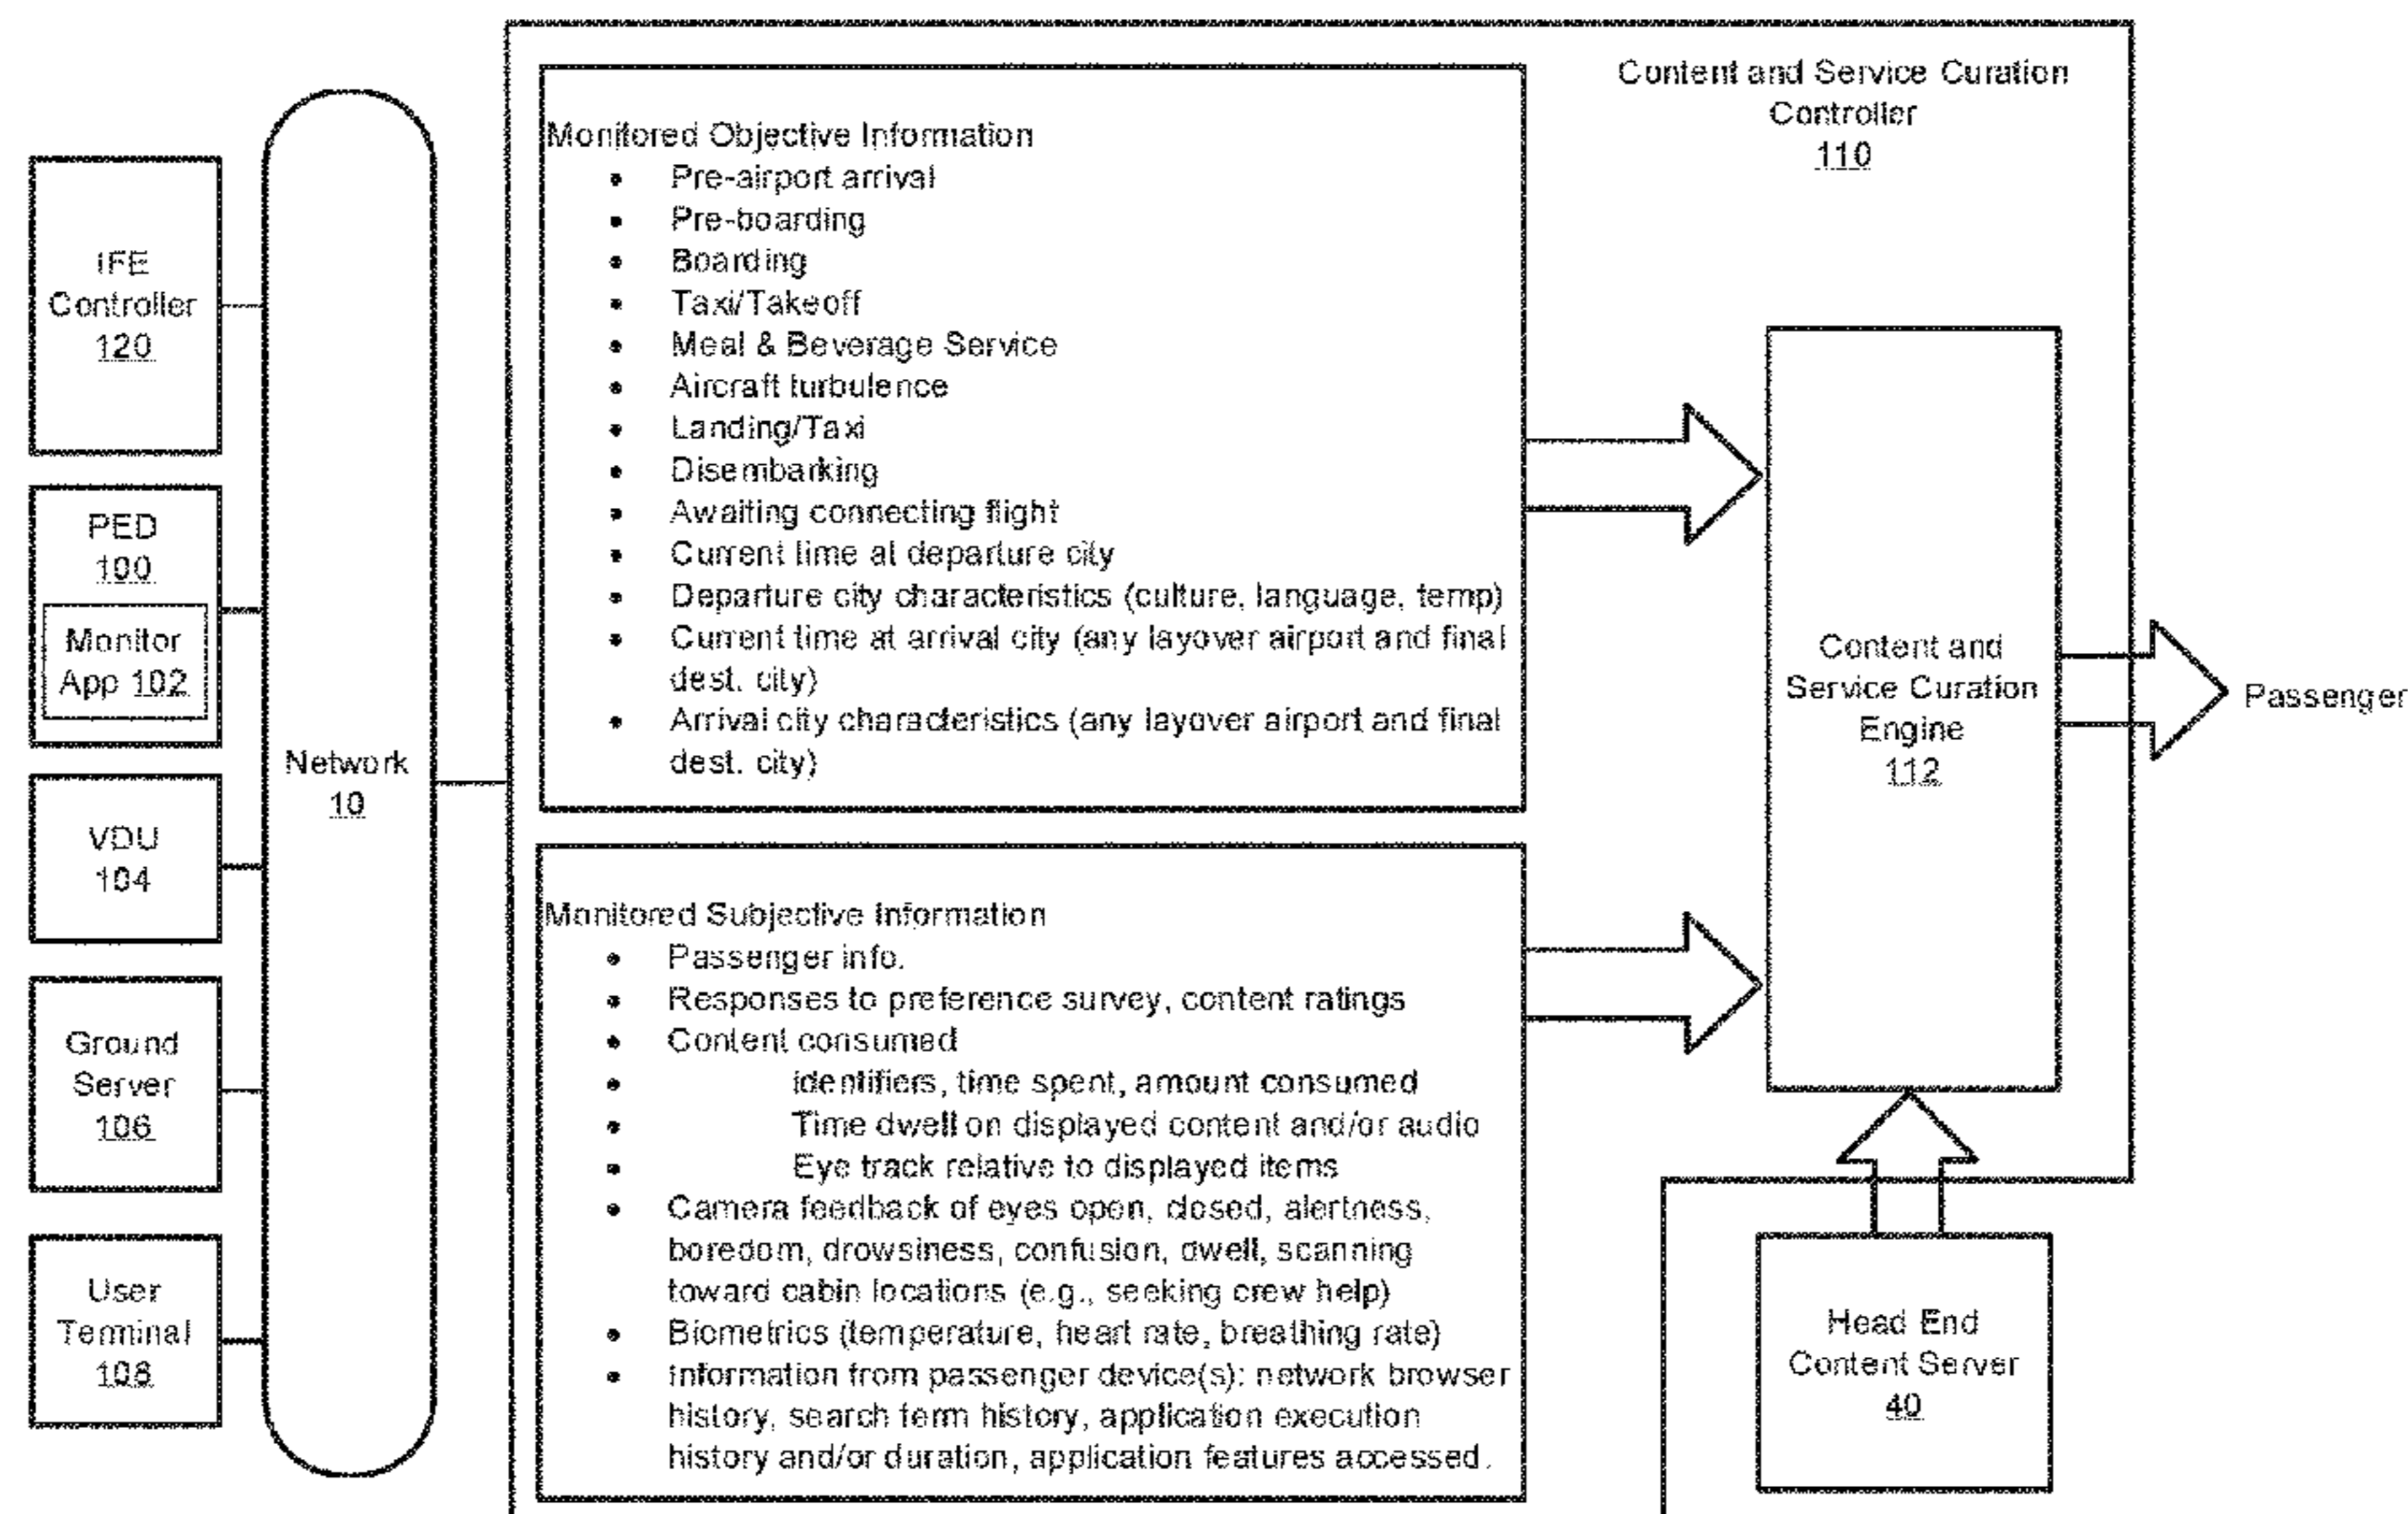 IFE
Controller
120
PED
100
Monitor
App 102
VDU
104
Ground
Server
106
User
Terminal
108
Network
10
Content and Service Curation
Controller
110
Monitored Objective Information
• Pre-airport arrival
• Pre-boarding
• Boarding
• Taxi/Takeoff
• Meal & Beverage Service
• Aircraft turbulence
• Landing/Taxi
• Disembarking
• Awaiting connecting flight
• Current time at departure city
• Departure city characteristics (culture, language, temp)
• Current time at arrival city (any layover airport and final
dest. city)
• Arrival city characteristics (any layover airport and final
dest. city)
Monitored Subjective Information
• Passenger info.
• Responses to preference survey, content ratings
• Content consumed
• identifiers, time spent, amount consumed
• Time dwell on displayed content and/or audio
• Eye track relative to displayed items
• Camera feedback of eyes open, closed, alertness,
boredom, drowsiness, confusion, dwell, scanning
toward cabin locations (e.g., seeking crew help)
• Biometrics (temperature, heart rate, breathing rate)
• Information from passenger device(s): network browser
history, search term history, application execution
history and/or duration, application features accessed.
Content and
Service Curation
Engine
112
Passenger
Head End
Content Server
40